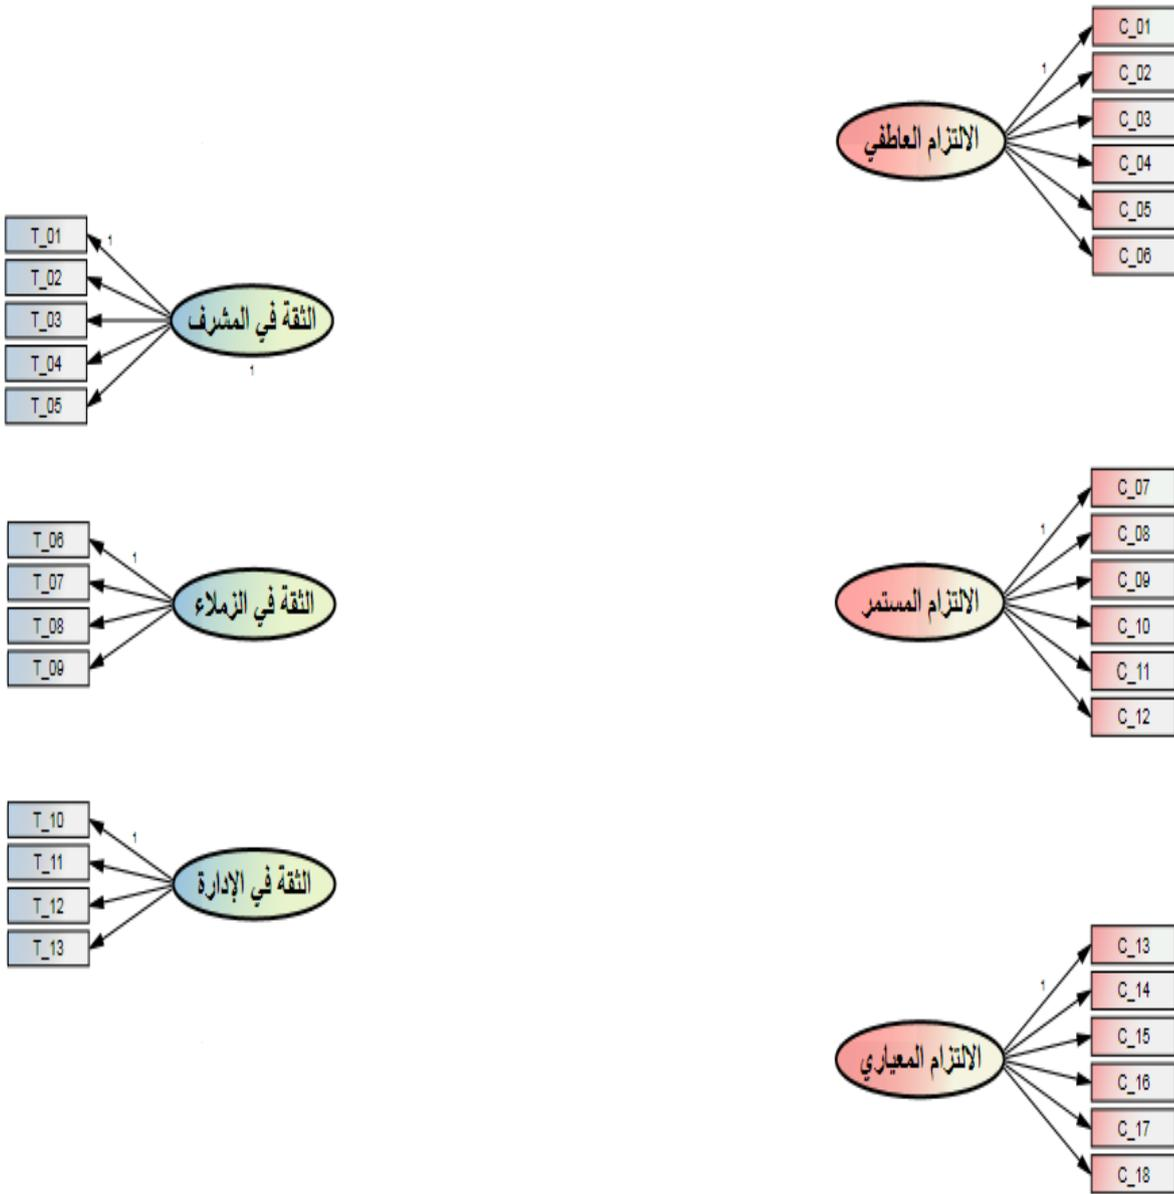 T_01
1
T_02
T_03
T_04
T_05
الثقة في المشرف
1
T_06
1
T_07
T_08
T_09
الثقة في الزملاء
T_10
1
T_11
T_12
T_13
الثقة في الإدارة
C_01
1
C_02
C_03
C_04
C_05
C_06
الالتزام العاطفي
C_07
1
C_08
C_09
C_10
C_11
C_12
الالتزام المستمر
C_13
1
C_14
C_15
C_16
C_17
C_18
الالتزام المعياري